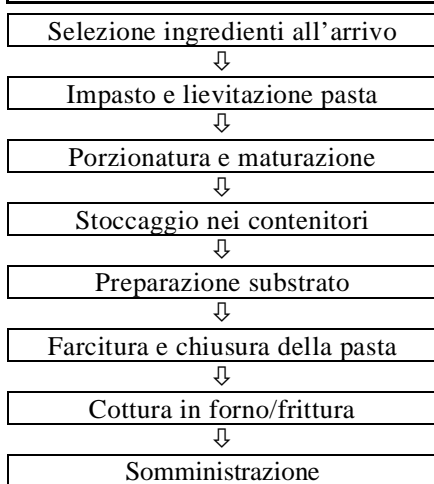 Selezione ingredienti all'arrivo
⇩
Impasto e lievitazione pasta
⇩
Porzionatura e maturazione
⇩
Stoccaggio nei contenitori
⇩
Preparazione substrato
⇩
Farcitura e chiusura della pasta
⇩
Cottura in forno/frittura
⇩
Somministrazione